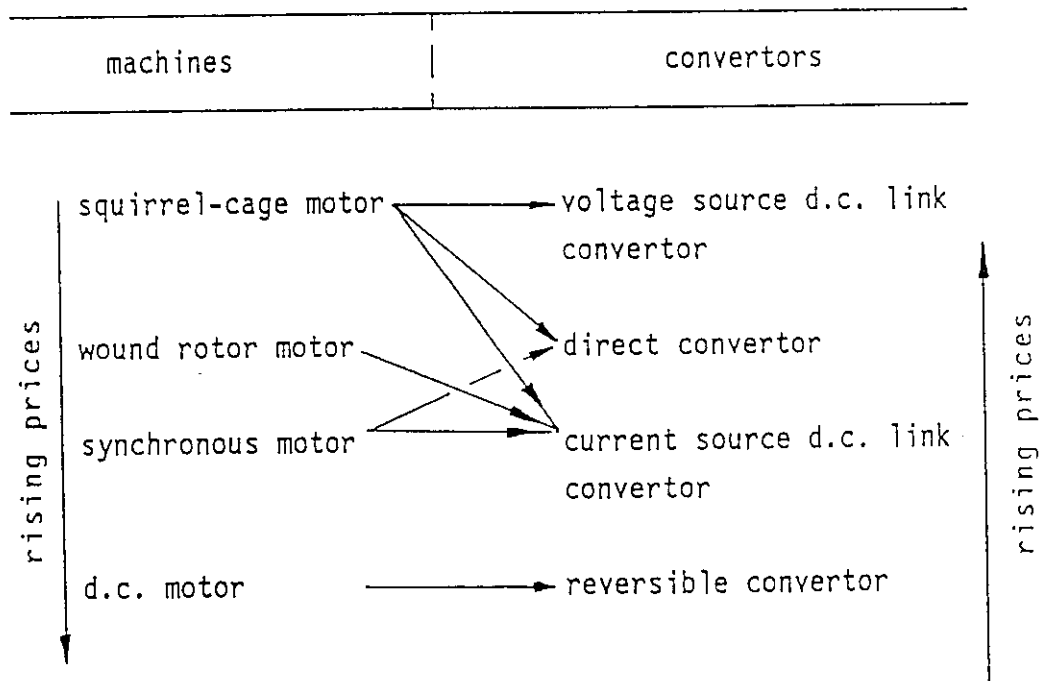 machines
convertors
squirrel-cage motor
voltage source d.c. link
convertor
wound rotor motor
direct convertor
synchronous motor
current source d.c. link
convertor
d.c. motor
reversible convertor
rising prices
rising prices